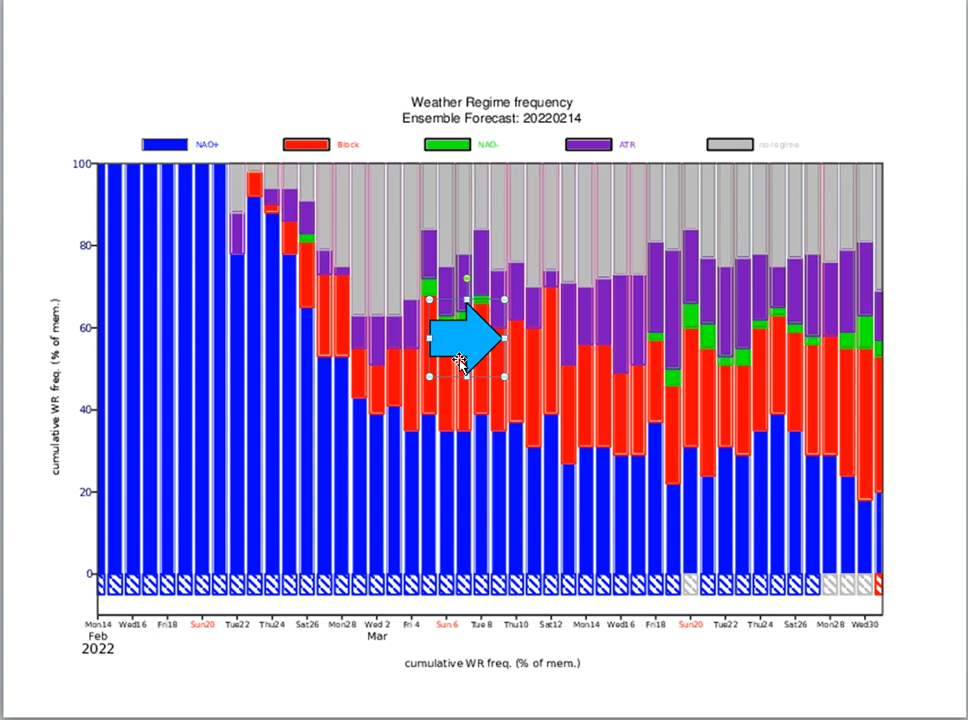 Weather Regime frequency
Ensemble Forecast: 20220214
NAO+ Block NAO- ATR no regime
100
80
60
40
20
0
cumulative WR freq. (% of mem.)
Mon14 Wed16 Fri18 Sun20 Tue22 Thu24 Sat26 Mon28 Wed 2 Fri 4 Sun 6 Tue 8 Thu10 Sat12 Mon14 Wed16 Fri18 Sun20 Tue22 Thu24 Sat26 Mon28 Wed30
Feb Mar
2022
cumulative WR freq. (% of mem.)